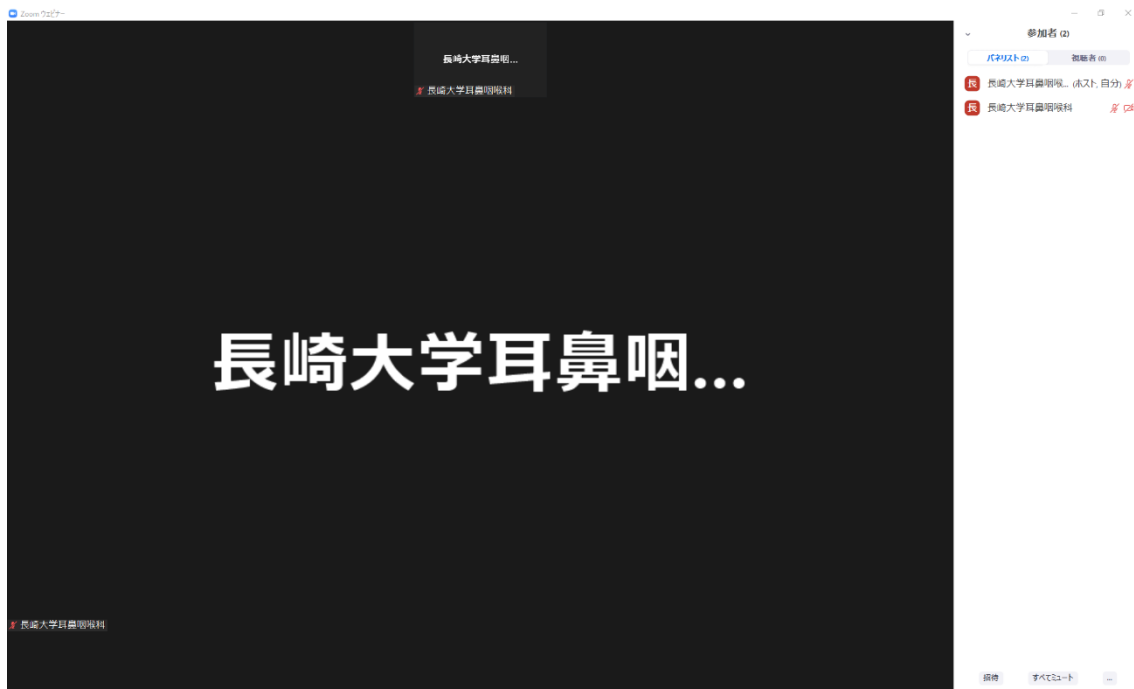 Zoom ウェビナー
長崎大学耳鼻咽...
長崎大学耳鼻咽喉科
長崎大学耳鼻咽...
長崎大学耳鼻咽喉科
参加者 (2)
パネリスト (2) 視聴者 (0)
長 長崎大学耳鼻咽喉... (ホスト, 自分)
長 長崎大学耳鼻咽喉科
招待 すべてミュート ...